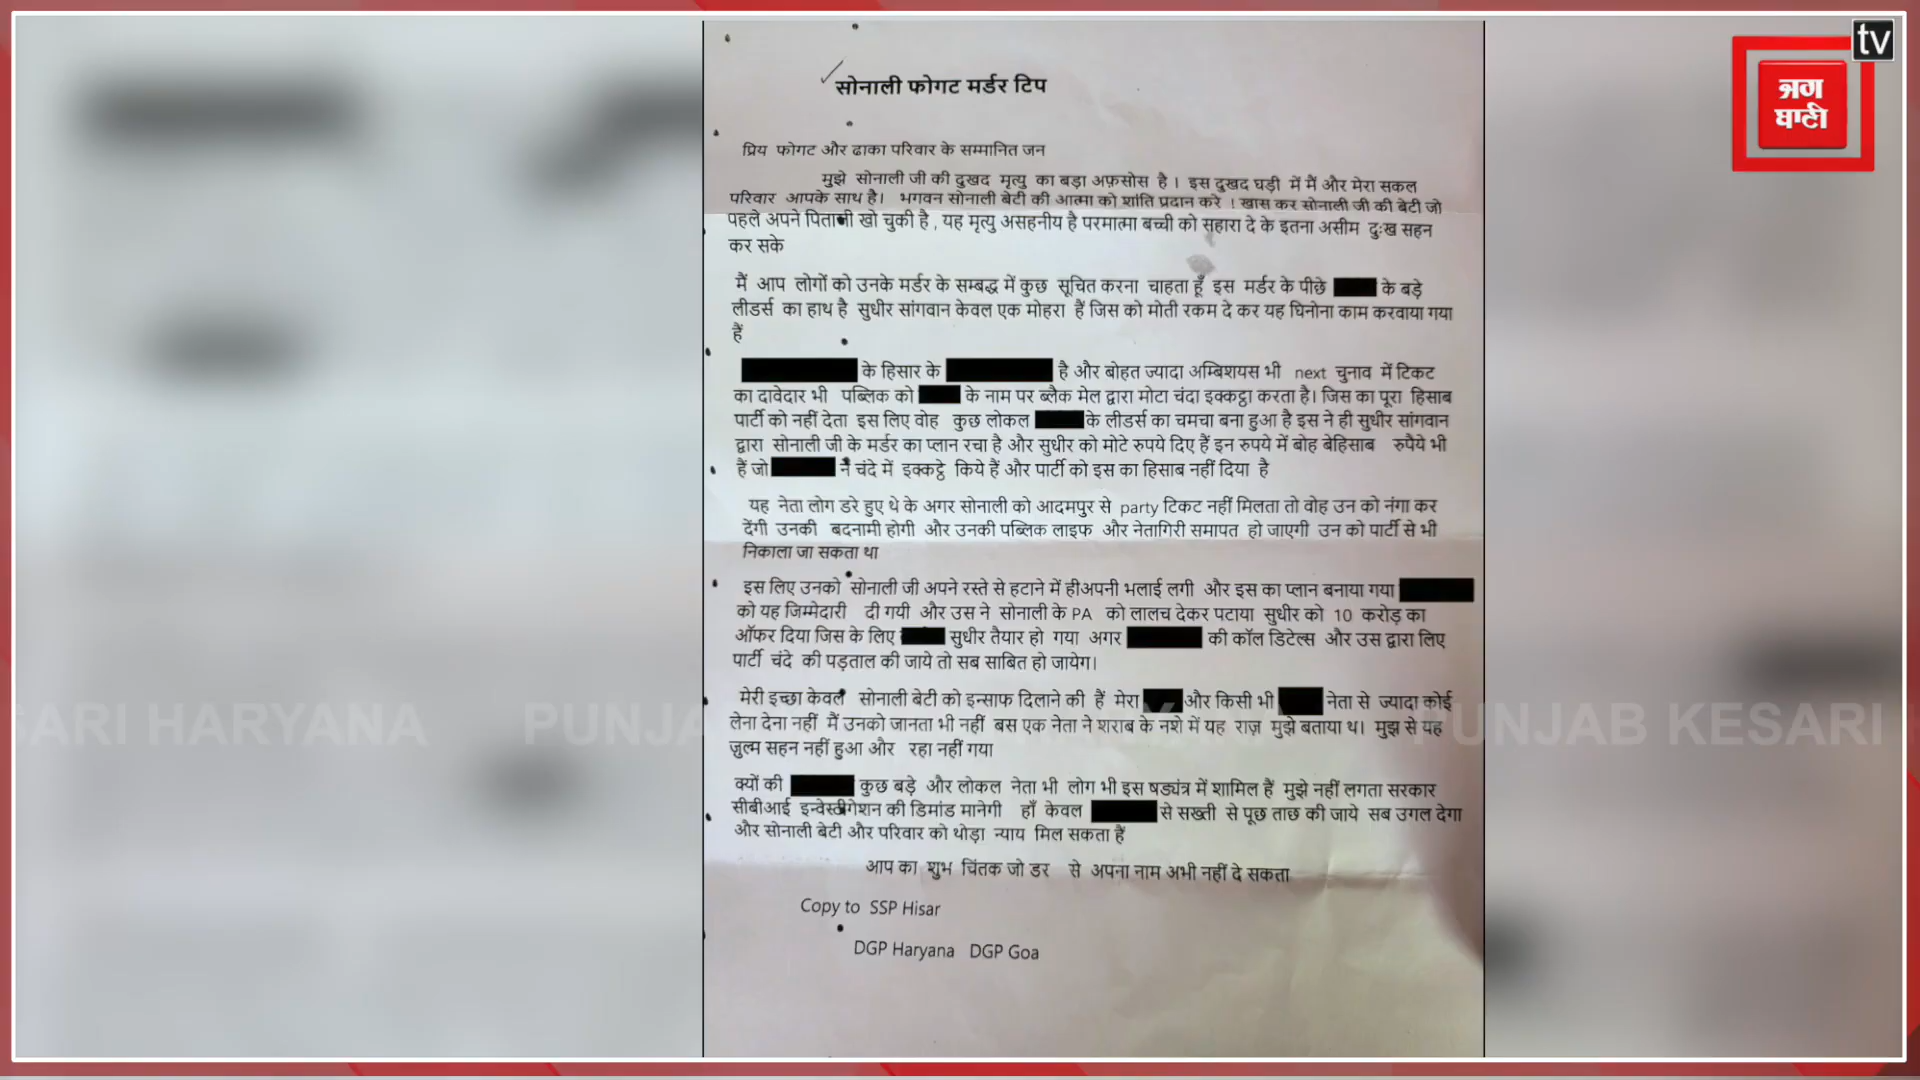 tv
ਜਗ
ਬਾਣੀ
सोनाली फोगट मर्डर टिप
प्रिय फोगट और ढाका परिवार के सम्मानित जन
मुझे सोनाली जी की दुखद मृत्यु का बड़ा अफ़सोस है । इस दुखद घड़ी में मैं और मेरा सकल
परिवार आपके साथ है। भगवन सोनाली बेटी की आत्मा को शांति प्रदान करे ! खास कर सोनाली जी की बेटी जो
पहले अपने पिताजी खो चुकी है , यह मृत्यु असहनीय है परमात्मा बच्ची को सहारा दे के इतना असीम दुःख सहन
कर सके
मैं आप लोगों को उनके मर्डर के सम्बद्ध में कुछ सूचित करना चाहता हूँ इस मर्डर के पीछे के बड़े
लीडर्स का हाथ है सुधीर सांगवान केवल एक मोहरा हैं जिस को मोती रकम दे कर यह घिनोना काम करवाया गया
हैं
के हिसार के है और बोहत ज्यादा अम्बिशयस भी next चुनाव में टिकट
का दावेदार भी पब्लिक को के नाम पर ब्लैक मेल द्वारा मोटा चंदा इक्कट्ठा करता है। जिस का पूरा हिसाब
पार्टी को नहीं देता इस लिए वोह कुछ लोकल के लीडर्स का चमचा बना हुआ है इस ने ही सुधीर सांगवान
द्वारा सोनाली जी के मर्डर का प्लान रचा है और सुधीर को मोटे रुपये दिए हैं इन रुपये में बोह बेहिसाब रुपैये भी
हैं जो ने चंदे में इक्कट्ठे किये हैं और पार्टी को इस का हिसाब नहीं दिया है
यह नेता लोग डरे हुए थे के अगर सोनाली को आदमपुर से party टिकट नहीं मिलता तो वोह उन को नंगा कर
देंगी उनकी बदनामी होगी और उनकी पब्लिक लाइफ और नेतागिरी समापत हो जाएगी उन को पार्टी से भी
निकाला जा सकता था
इस लिए उनको सोनाली जी अपने रस्ते से हटाने में हीअपनी भलाई लगी और इस का प्लान बनाया गया
को यह जिम्मेदारी दी गयी और उस ने सोनाली के PA को लालच देकर पटाया सुधीर को 10 करोड़ का
ऑफर दिया जिस के लिए सुधीर तैयार हो गया अगर की कॉल डिटेल्स और उस द्वारा लिए
पार्टी चंदे की पड़ताल की जाये तो सब साबित हो जायेग।
मेरी इच्छा केवल सोनाली बेटी को इन्साफ दिलाने की हैं मेरा और किसी भी नेता से ज्यादा कोई
लेना देना नहीं मैं उनको जानता भी नहीं बस एक नेता ने शराब के नशे में यह राज़ मुझे बताया थ। मुझ से यह
ज़ुल्म सहन नहीं हुआ और रहा नहीं गया
क्यों की कुछ बड़े और लोकल नेता भी लोग भी इस षड्यंत्र में शामिल हैं मुझे नहीं लगता सरकार
सीबीआई इन्वेस्टीगेशन की डिमांड मानेगी हाँ केवल से सख्ती से पूछ ताछ की जाये सब उगल देगा
और सोनाली बेटी और परिवार को थोड़ा न्याय मिल सकता हैं
आप का शुभ चिंतक जो डर से अपना नाम अभी नहीं दे सकता
Copy to SSP Hisar
DGP Haryana DGP Goa
SARI HARYANA PUNJA PUNJAB KESARI